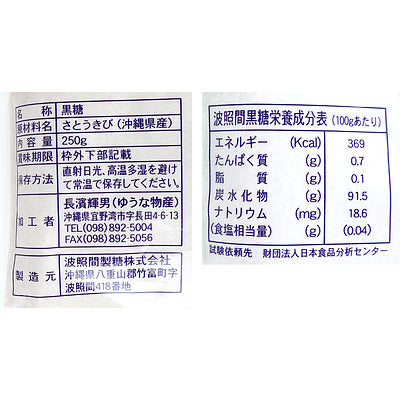 名 称 黒糖
原材料名 さとうきび(沖縄県産)
内容量 250g
賞味期限 枠外下部記載
保存方法 直射日光、高温多湿を避け
て常温で保存してください。
加工者 長濱輝男(ゆうな物産)
沖縄県宜野湾市字長田4-6-13
TEL(098)892-5004
FAX(098)892-5056
製造元 波照間製糖株式会社
沖縄県八重山郡竹富町字
波照間418番地
波照間黒糖栄養成分表(100gあたり)
エネルギー (Kcal) 369
たんぱく質 (g) 0.7
脂質 (g) 0.1
炭水化物 (g) 91.5
ナトリウム (mg) 18.6
(食塩相当量) (g) (0.04)
試験依頼先 財団法人日本食品分析センター